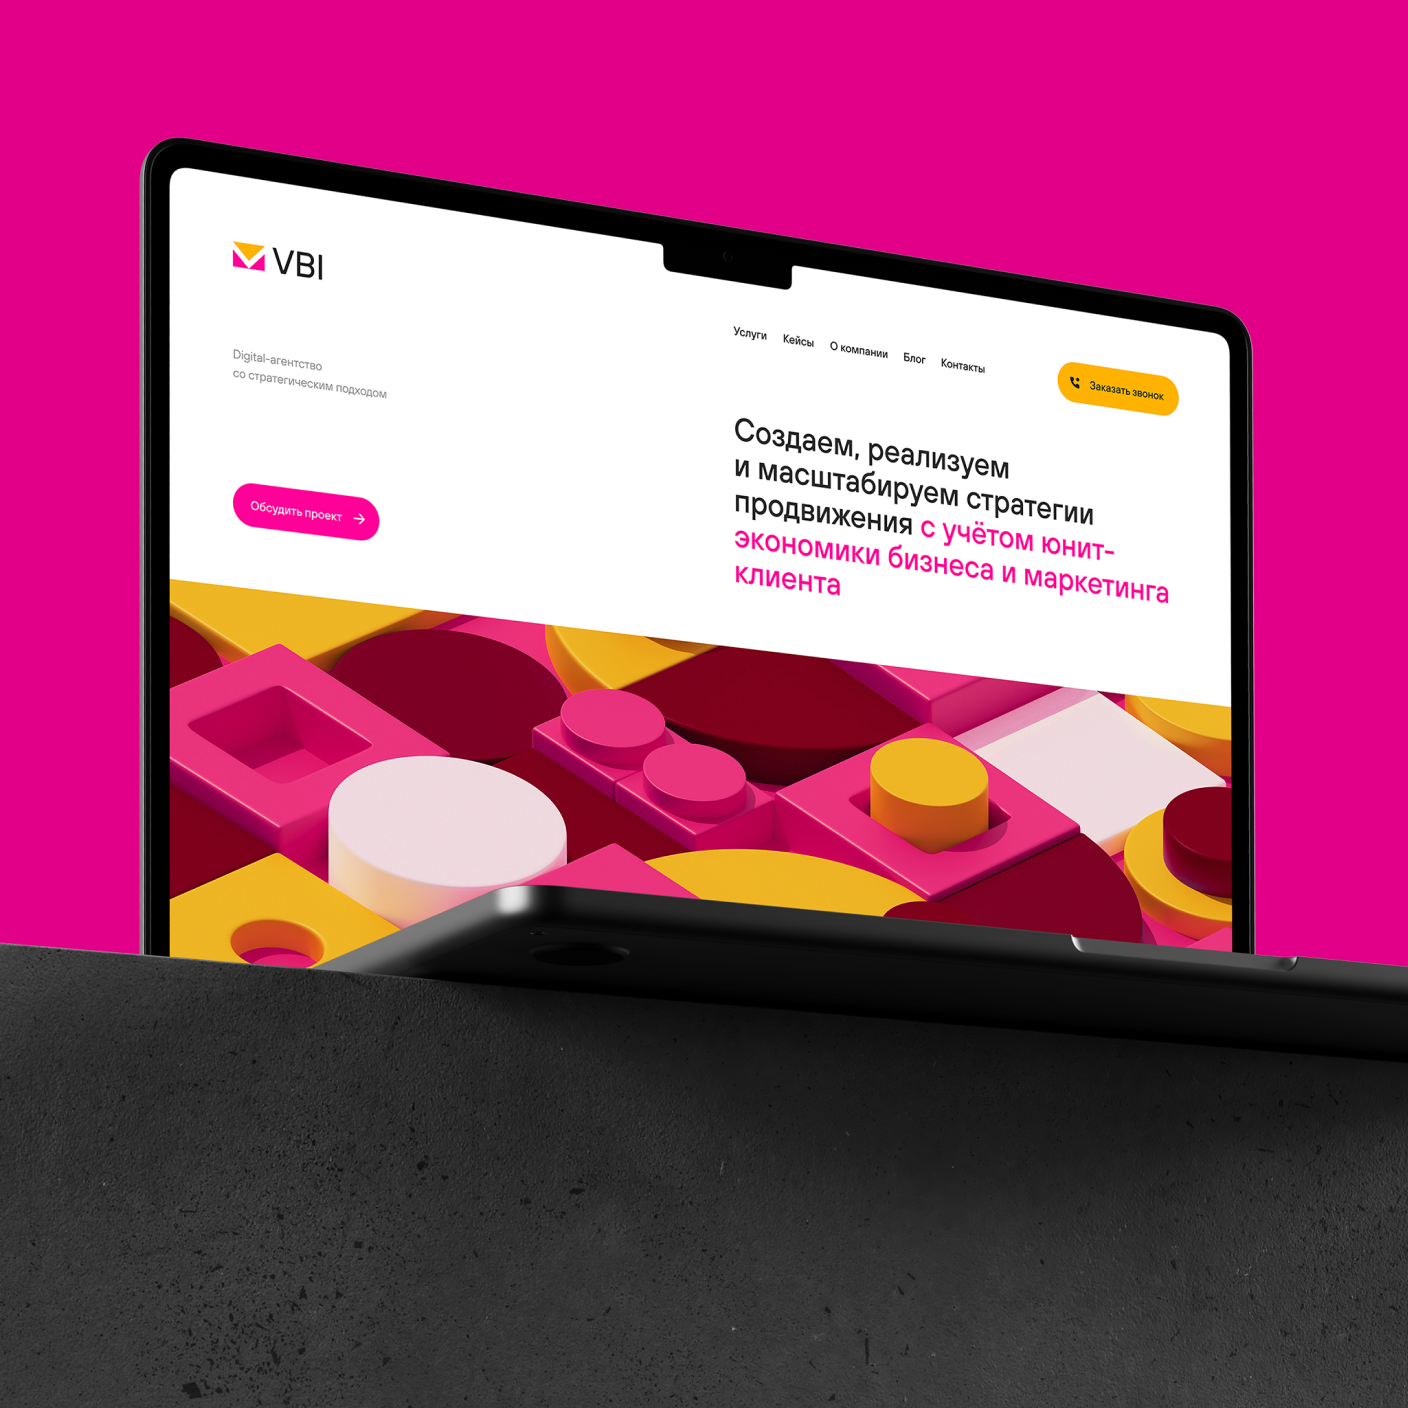 VBI
Услуги
Кейсы
О компании
Блог
Контакты
Заказать звонок
Digital-агентство
со стратегическим подходом
Обсудить проект
Создаем, реализуем
и масштабируем стратегии
продвижения с учётом юнит-
экономики бизнеса и маркетинга
клиента